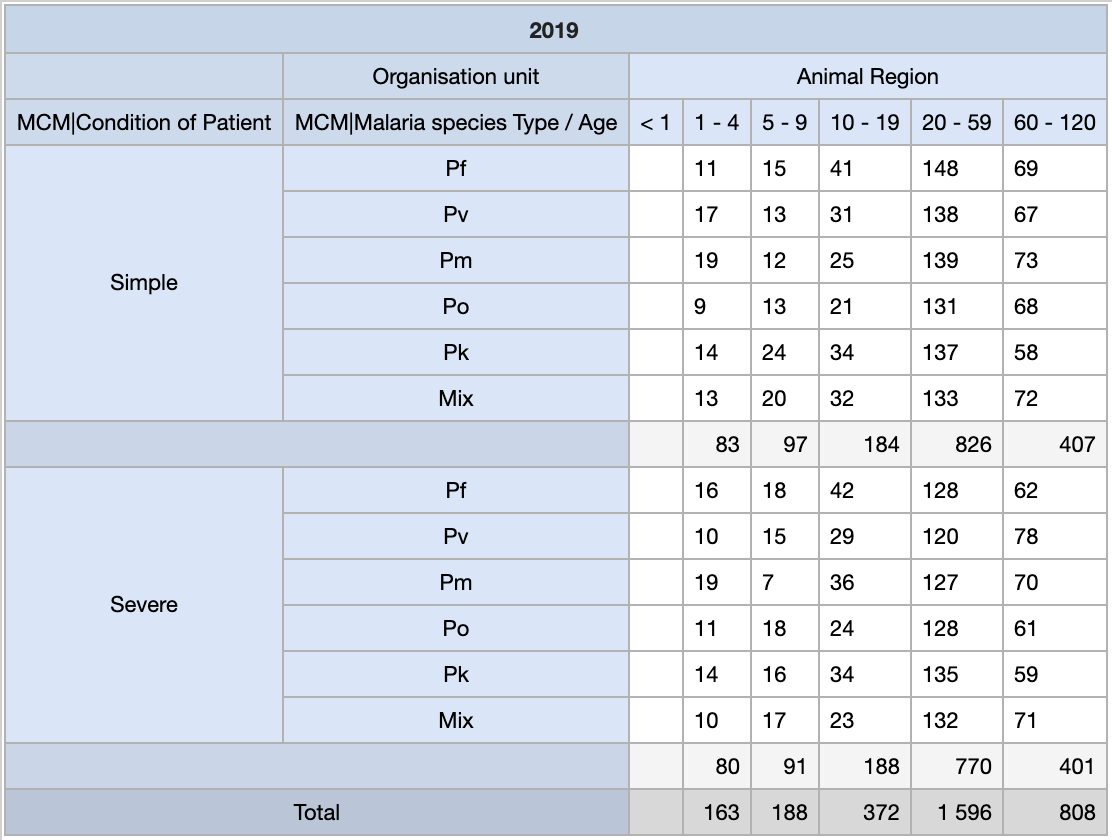 2019
Organisation unit Animal Region
MCM|Condition of Patient MCM|Malaria species Type / Age < 1 1 - 4 5 - 9 10 - 19 20 - 59 60 - 120
Simple
Pf 11 15 41 148 69
Pv 17 13 31 138 67
Pm 19 12 25 139 73
Po 9 13 21 131 68
Pk 14 24 34 137 58
Mix 13 20 32 133 72
83 97 184 826 407
Severe
Pf 16 18 42 128 62
Pv 10 15 29 120 78
Pm 19 7 36 127 70
Po 11 18 24 128 61
Pk 14 16 34 135 59
Mix 10 17 23 132 71
80 91 188 770 401
Total 163 188 372 1 596 808